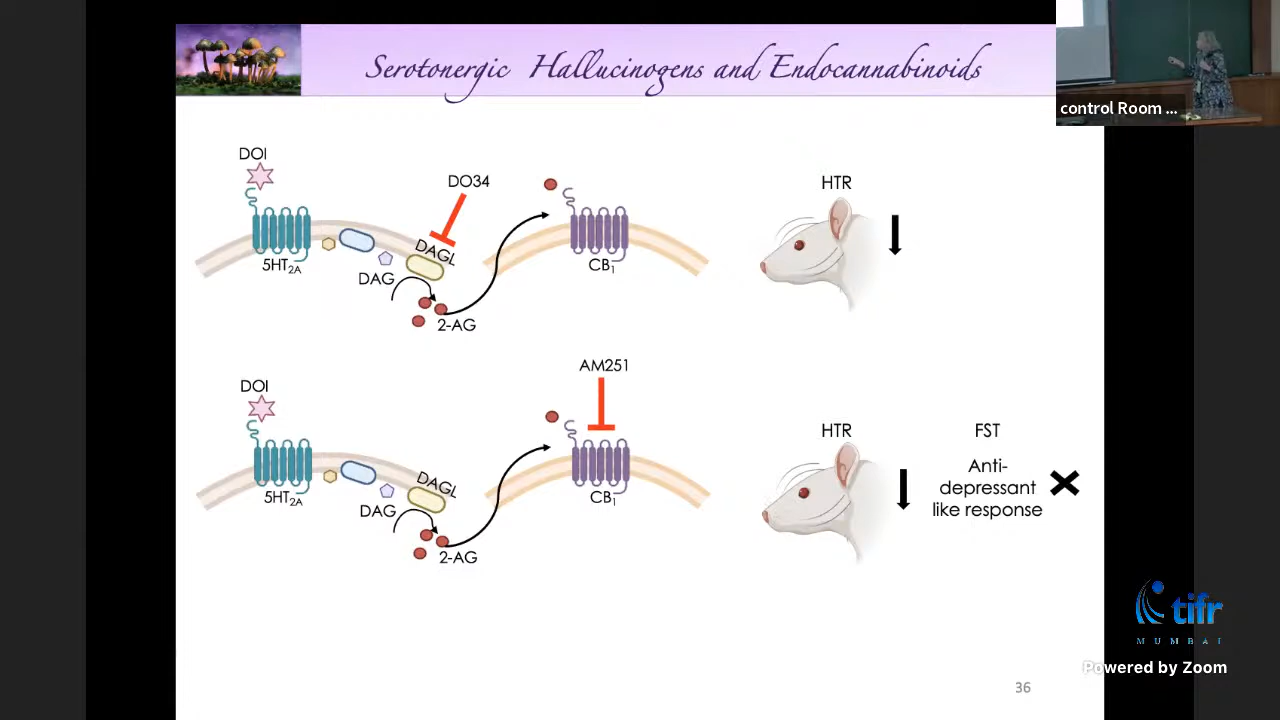 Serotonergic Hallucinogens and Endocannabinoids
control Room ...
DOI
DO34
HTR
DAGL
5HT2A
CB1
DAG
2-AG
AM251
DOI
HTR
FST
Anti-
depressant
like response
DAGL
5HT2A
CB1
DAG
2-AG
tifr
MUMBAI
Powered by Zoom
36